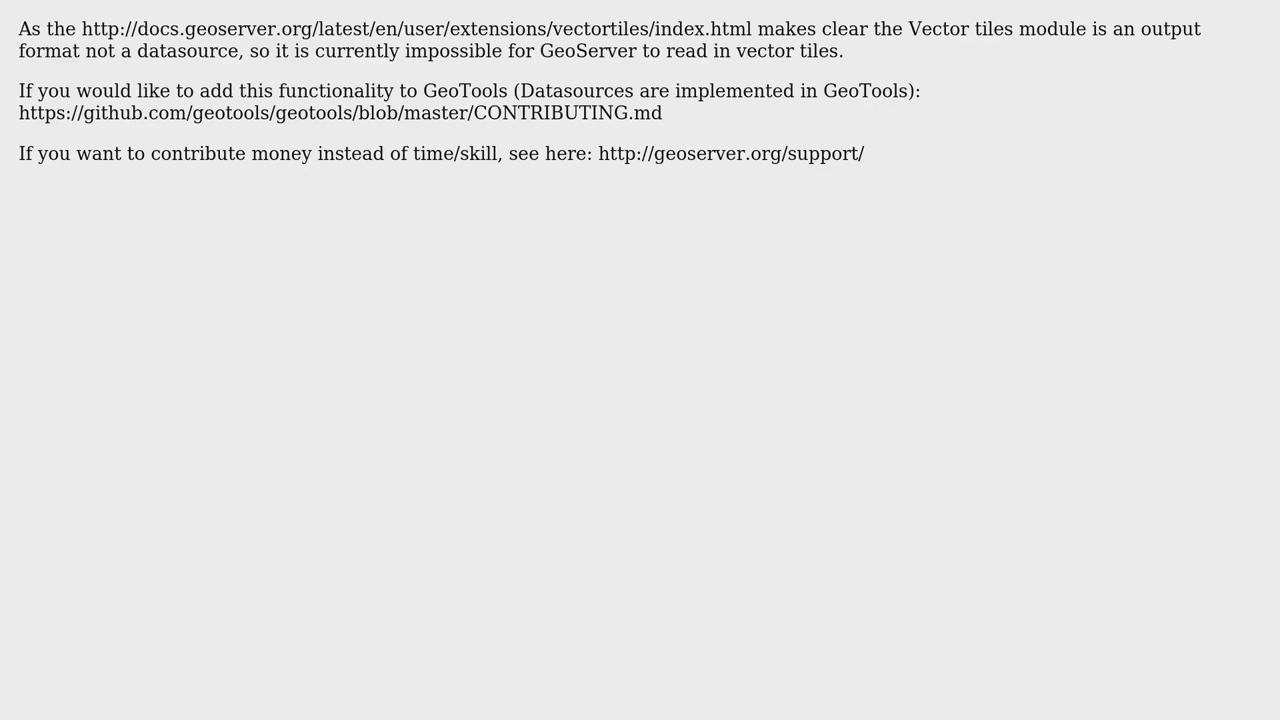 As the http://docs.geoserver.org/latest/en/user/extensions/vectortiles/index.html makes clear the Vector tiles module is an output
format not a datasource, so it is currently impossible for GeoServer to read in vector tiles.
If you would like to add this functionality to GeoTools (Datasources are implemented in GeoTools):
https://github.com/geotools/geotools/blob/master/CONTRIBUTING.md
If you want to contribute money instead of time/skill, see here: http://geoserver.org/support/